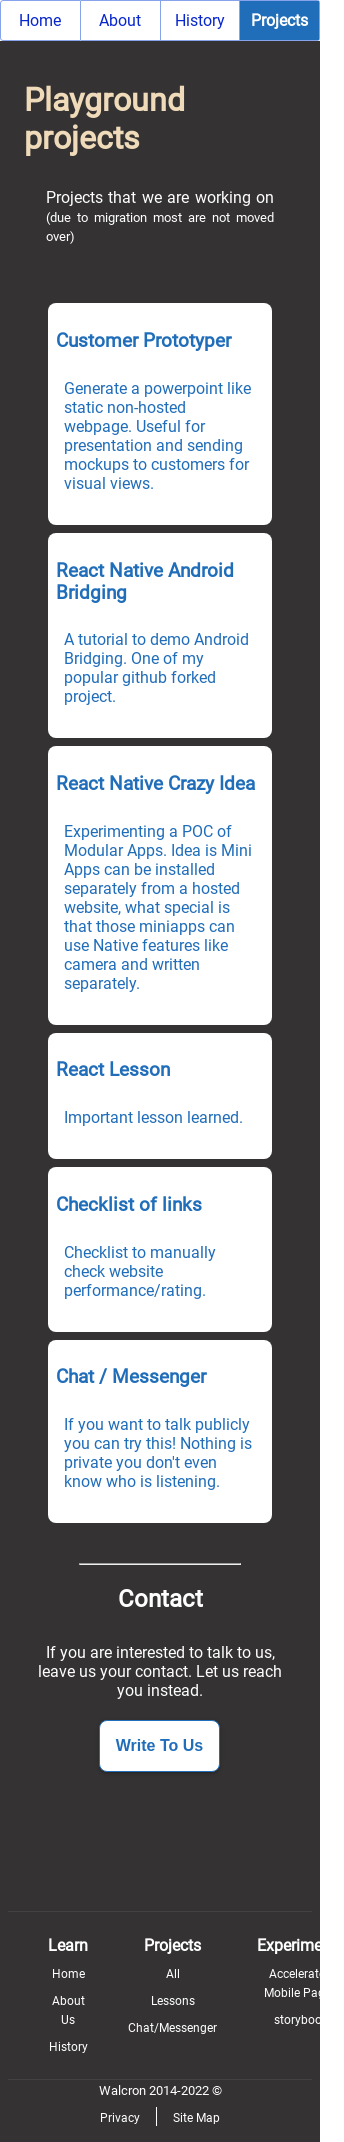 Home About History Projects
Playground
projects
Projects that we are working on
(due to migration most are not moved
over)
Customer Prototyper
Generate a powerpoint like
static non-hosted
webpage. Useful for
presentation and sending
mockups to customers for
visual views.
React Native Android
Bridging
A tutorial to demo Android
Bridging. One of my
popular github forked
project.
React Native Crazy Idea
Experimenting a POC of
Modular Apps. Idea is Mini
Apps can be installed
separately from a hosted
website, what special is
that those miniapps can
use Native features like
camera and written
separately.
React Lesson
Important lesson learned.
Checklist of links
Checklist to manually
check website
performance/rating.
Chat / Messenger
If you want to talk publicly
you can try this! Nothing is
private you don't even
know who is listening.
Contact
If you are interested to talk to us,
leave us your contact. Let us reach
you instead.
Write To Us
Learn
Home
About
Us
History
Projects
All
Lessons
Chat/Messenger
Mobile
Walcron 2014-2022 ©
Privacy Site Map